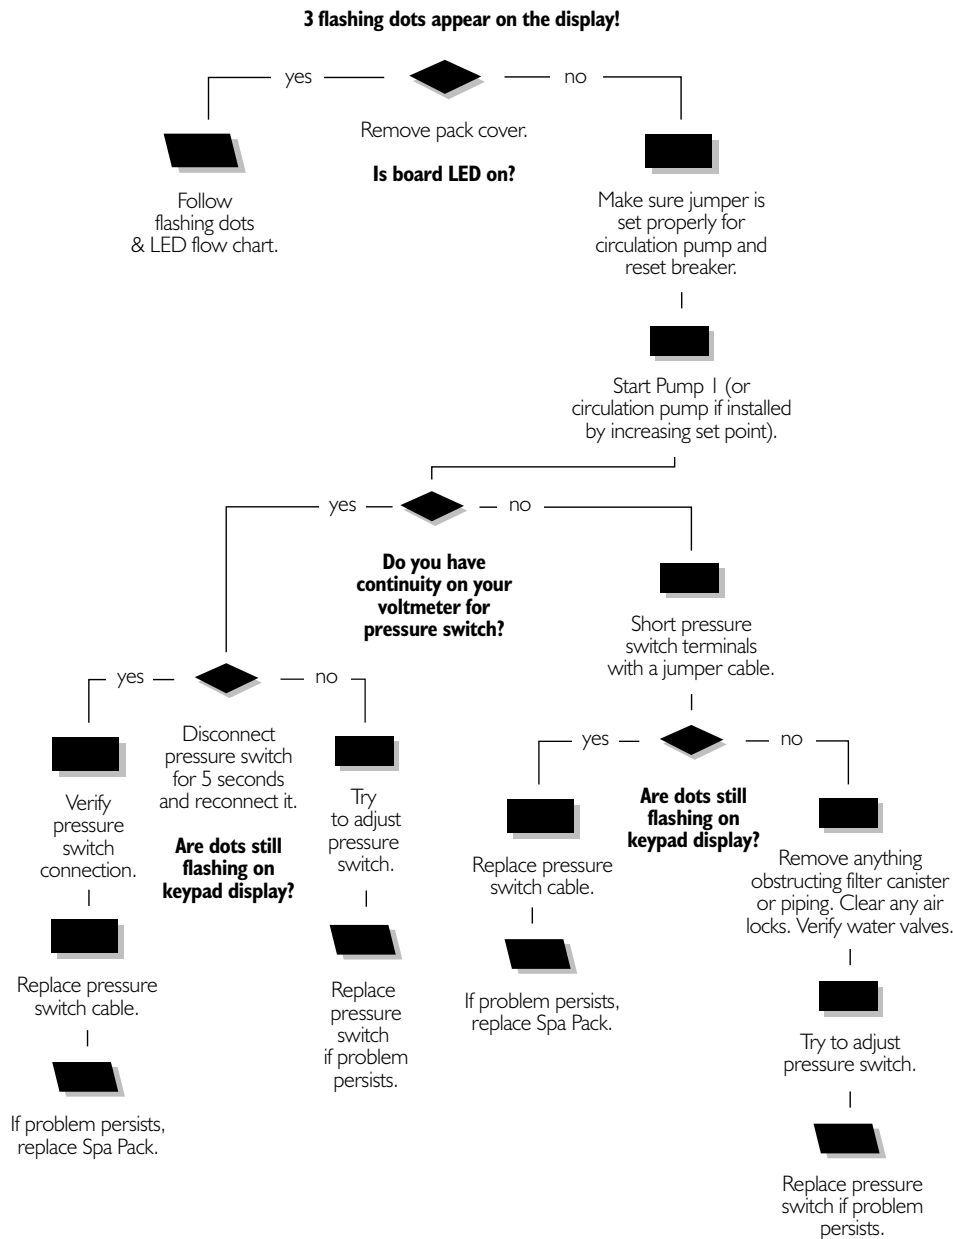 3 flashing dots appear on the display!
yes
no
Remove pack cover.
Is board LED on?
Follow
flashing dots
& LED flow chart.
Make sure jumper is
set properly for
circulation pump and
reset breaker.
Start Pump 1 (or
circulation pump if installed
by increasing set point).
yes
no
Do you have
continuity on your
voltmeter for
pressure switch?
Short pressure
switch terminals
with a jumper cable.
yes
no
Disconnect
pressure switch
for 5 seconds
and reconnect it.
Are dots still
flashing on
keypad display?
Verify
pressure
switch
connection.
Replace pressure
switch cable.
If problem persists,
replace Spa Pack.
Try
to adjust
pressure
switch.
Replace
pressure
switch
if problem
persists.
yes
no
Are dots still
flashing on
keypad display?
Replace pressure
switch cable.
If problem persists,
replace Spa Pack.
Remove anything
obstructing filter canister
or piping. Clear any air
locks. Verify water valves.
Try to adjust
pressure switch.
Replace pressure
switch if problem
persists.